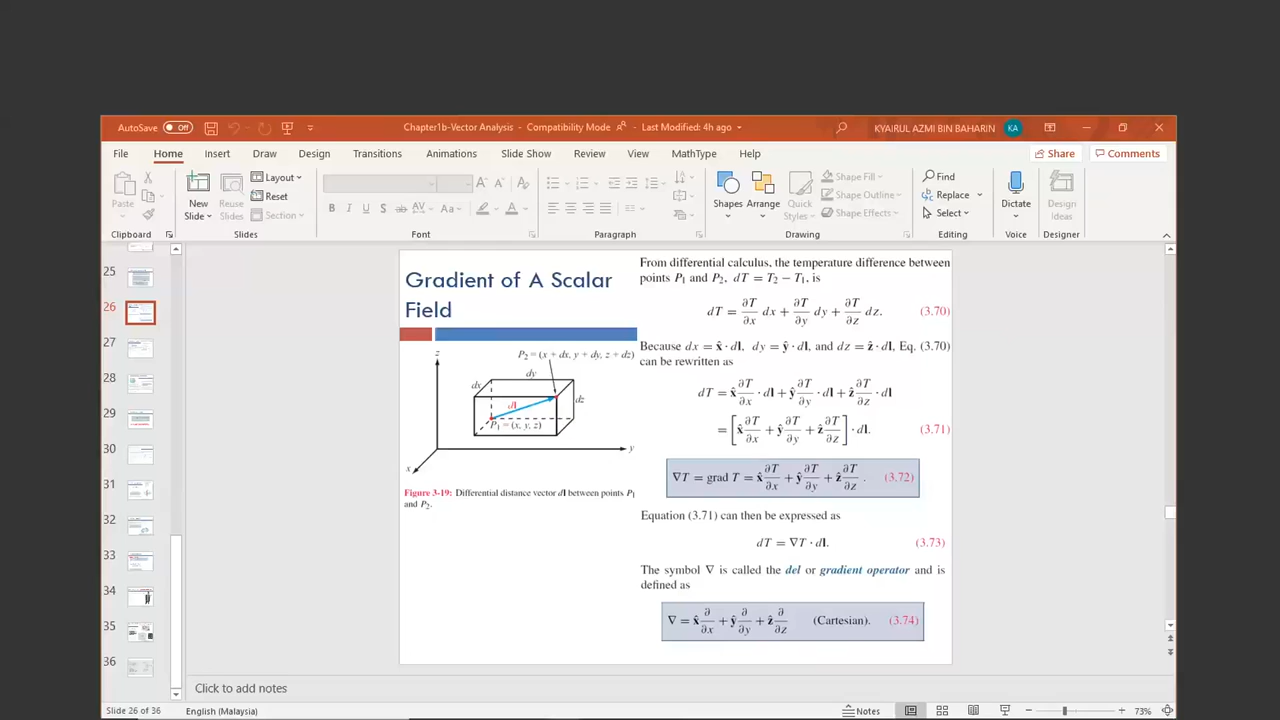 AutoSave Off
Chapter1b-Vector Analysis - Compatibility Mode - Last Modified: 4h ago
KYAIRUL AZMI BIN BAHARIN KA
File Home Insert Draw Design Transitions Animations Slide Show Review View MathType Help
Share Comments
Paste
New Slide
Reuse Slides
Layout
Reset
Section
B I U S ab AV Aa A
Shapes
Arrange
Quick Styles
Shape Fill
Shape Outline
Shape Effects
Find
Replace
Select
Dictate
Design Ideas
Clipboard Slides Font Paragraph Drawing Editing Voice Designer
25
26
27
28
29
30
31
32
33
34
35
36
Gradient of A Scalar
Field
z
P₂ = (x + dx, y + dy, z + dz)
dy
dx
dz
dl
P₁ = (x, y, z)
y
x
Figure 3-19: Differential distance vector dl between points P₁
and P₂.
From differential calculus, the temperature difference between
points P₁ and P₂, dT = T₂ − T₁, is
dT = ∂T/∂x dx + ∂T/∂y dy + ∂T/∂z dz. (3.70)
Because dx = x̂ · dl, dy = ŷ · dl, and dz = ẑ · dl, Eq. (3.70)
can be rewritten as
dT = x̂ ∂T/∂x · dl + ŷ ∂T/∂y · dl + ẑ ∂T/∂z · dl
= [x̂ ∂T/∂x + ŷ ∂T/∂y + ẑ ∂T/∂z] · dl. (3.71)
∇T = grad T = x̂ ∂T/∂x + ŷ ∂T/∂y + ẑ ∂T/∂z . (3.72)
Equation (3.71) can then be expressed as
dT = ∇T · dl. (3.73)
The symbol ∇ is called the del or gradient operator and is
defined as
∇ = x̂ ∂/∂x + ŷ ∂/∂y + ẑ ∂/∂z (Cartesian). (3.74)
Click to add notes
Slide 26 of 36 English (Malaysia)
Notes
73%